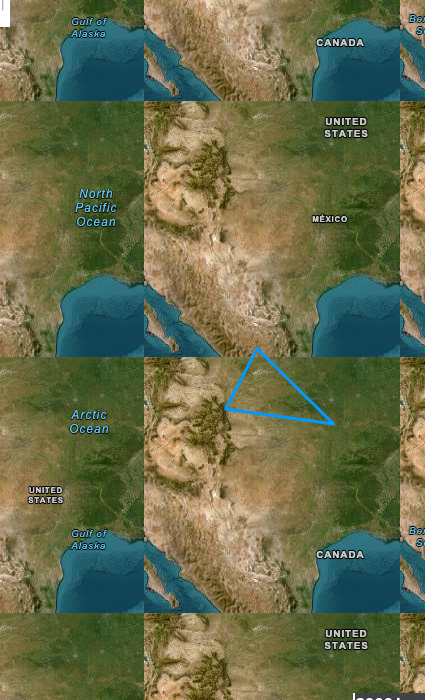 Gulf of
Alaska
CANADA
UNITED
STATES
North
Pacific
Ocean
MÉXICO
Arctic
Ocean
UNITED
STATES
Gulf of
Alaska
CANADA
UNITED
STATES